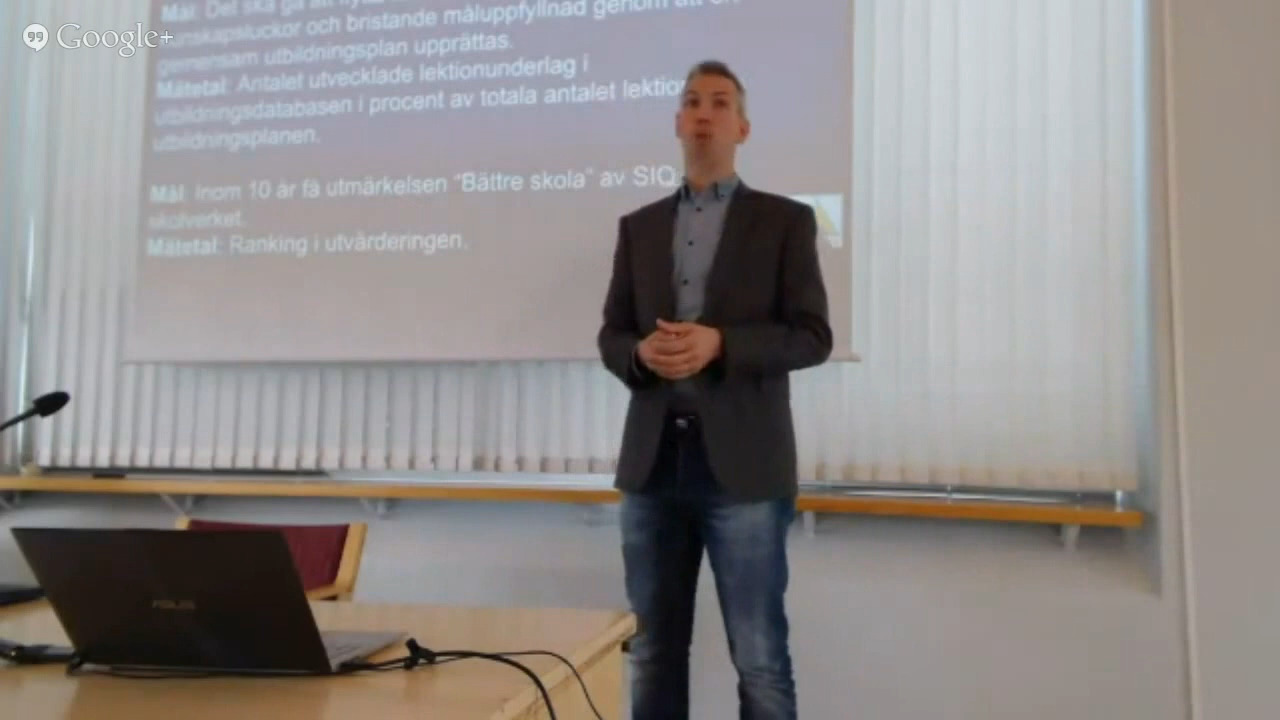 Google+
Mål: Det ska gå att
kunskapsluckor och bristande måluppfyllnad genom att en
gemensam utbildningsplan upprättas.
Mätetal: Antalet utvecklade lektionunderlag i
utbildningsdatabasen i procent av totala antalet lektio
utbildningsplanen.
Mål: Inom 10 år få utmärkelsen "Bättre skola" av SIQ
skolverket.
Mätetal: Ranking i utvärderingen.
ASUS